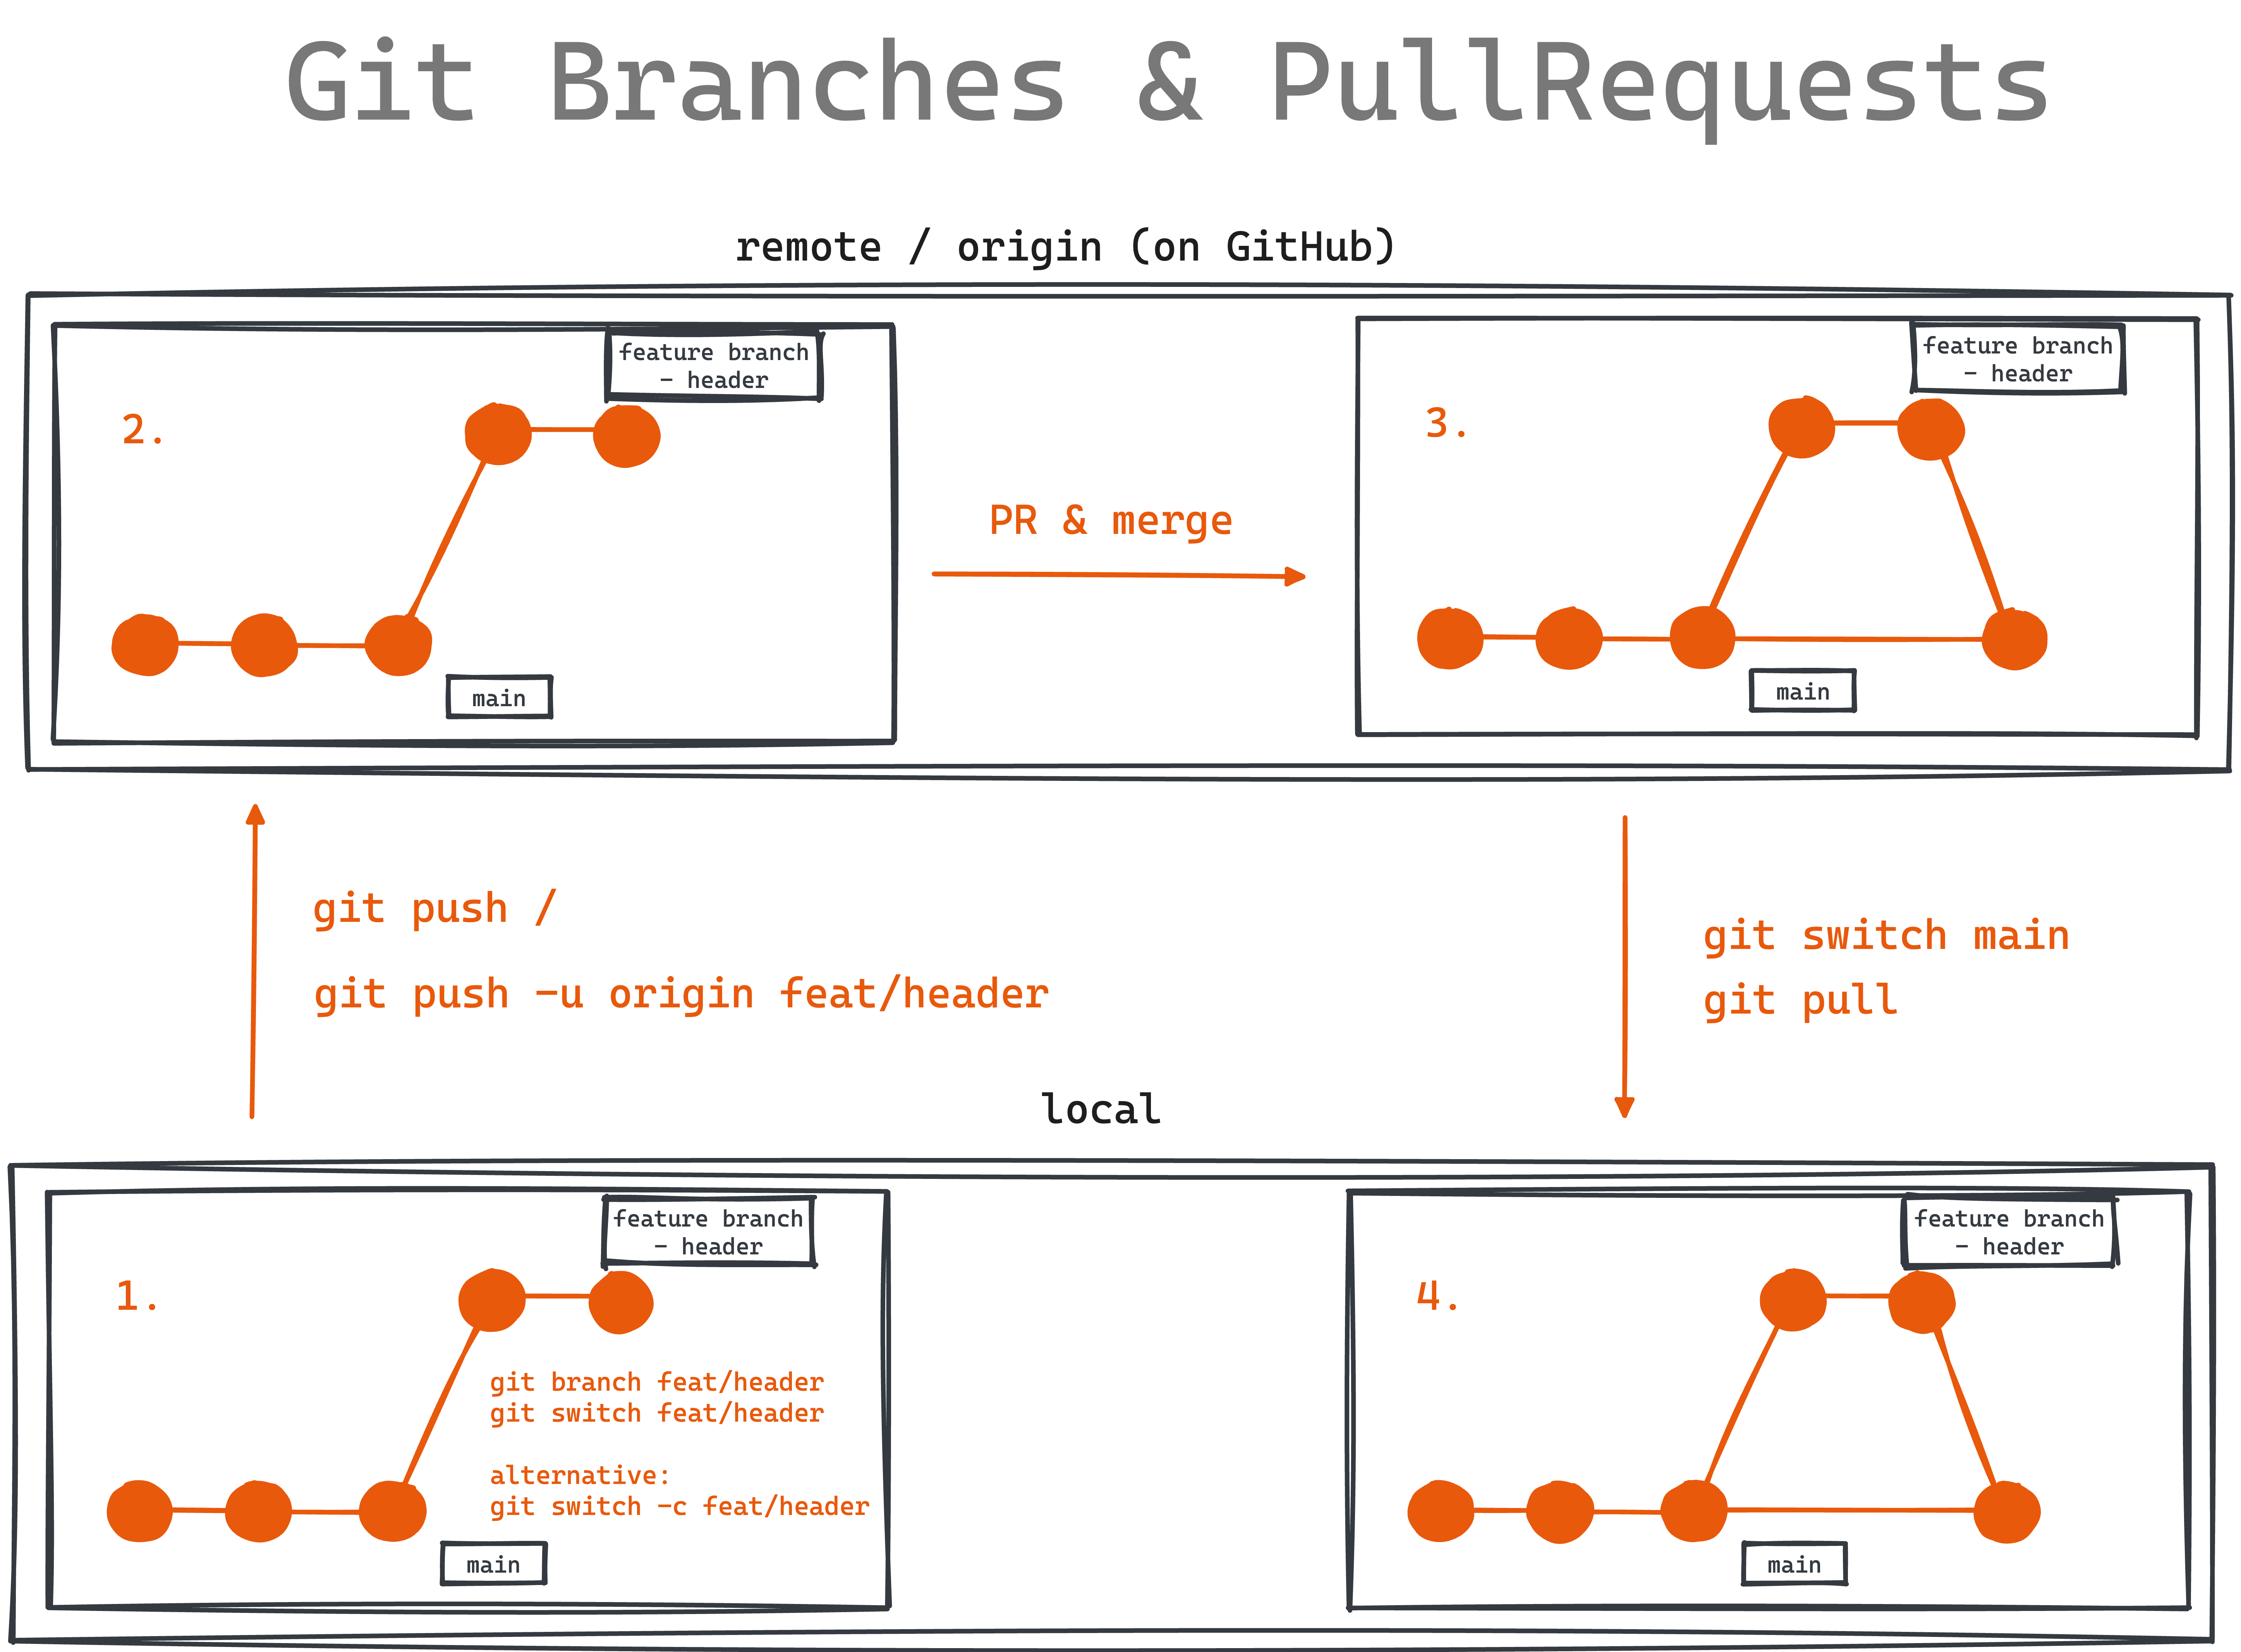 Git Branches & PullRequests
remote / origin (on GitHub)
feature branch
- header
2.
main
PR & merge
feature branch
- header
3.
main
git push /
git push -u origin feat/header
git switch main
git pull
local
feature branch
- header
1.
git branch feat/header
git switch feat/header
alternative:
git switch -c feat/header
main
feature branch
- header
4.
main